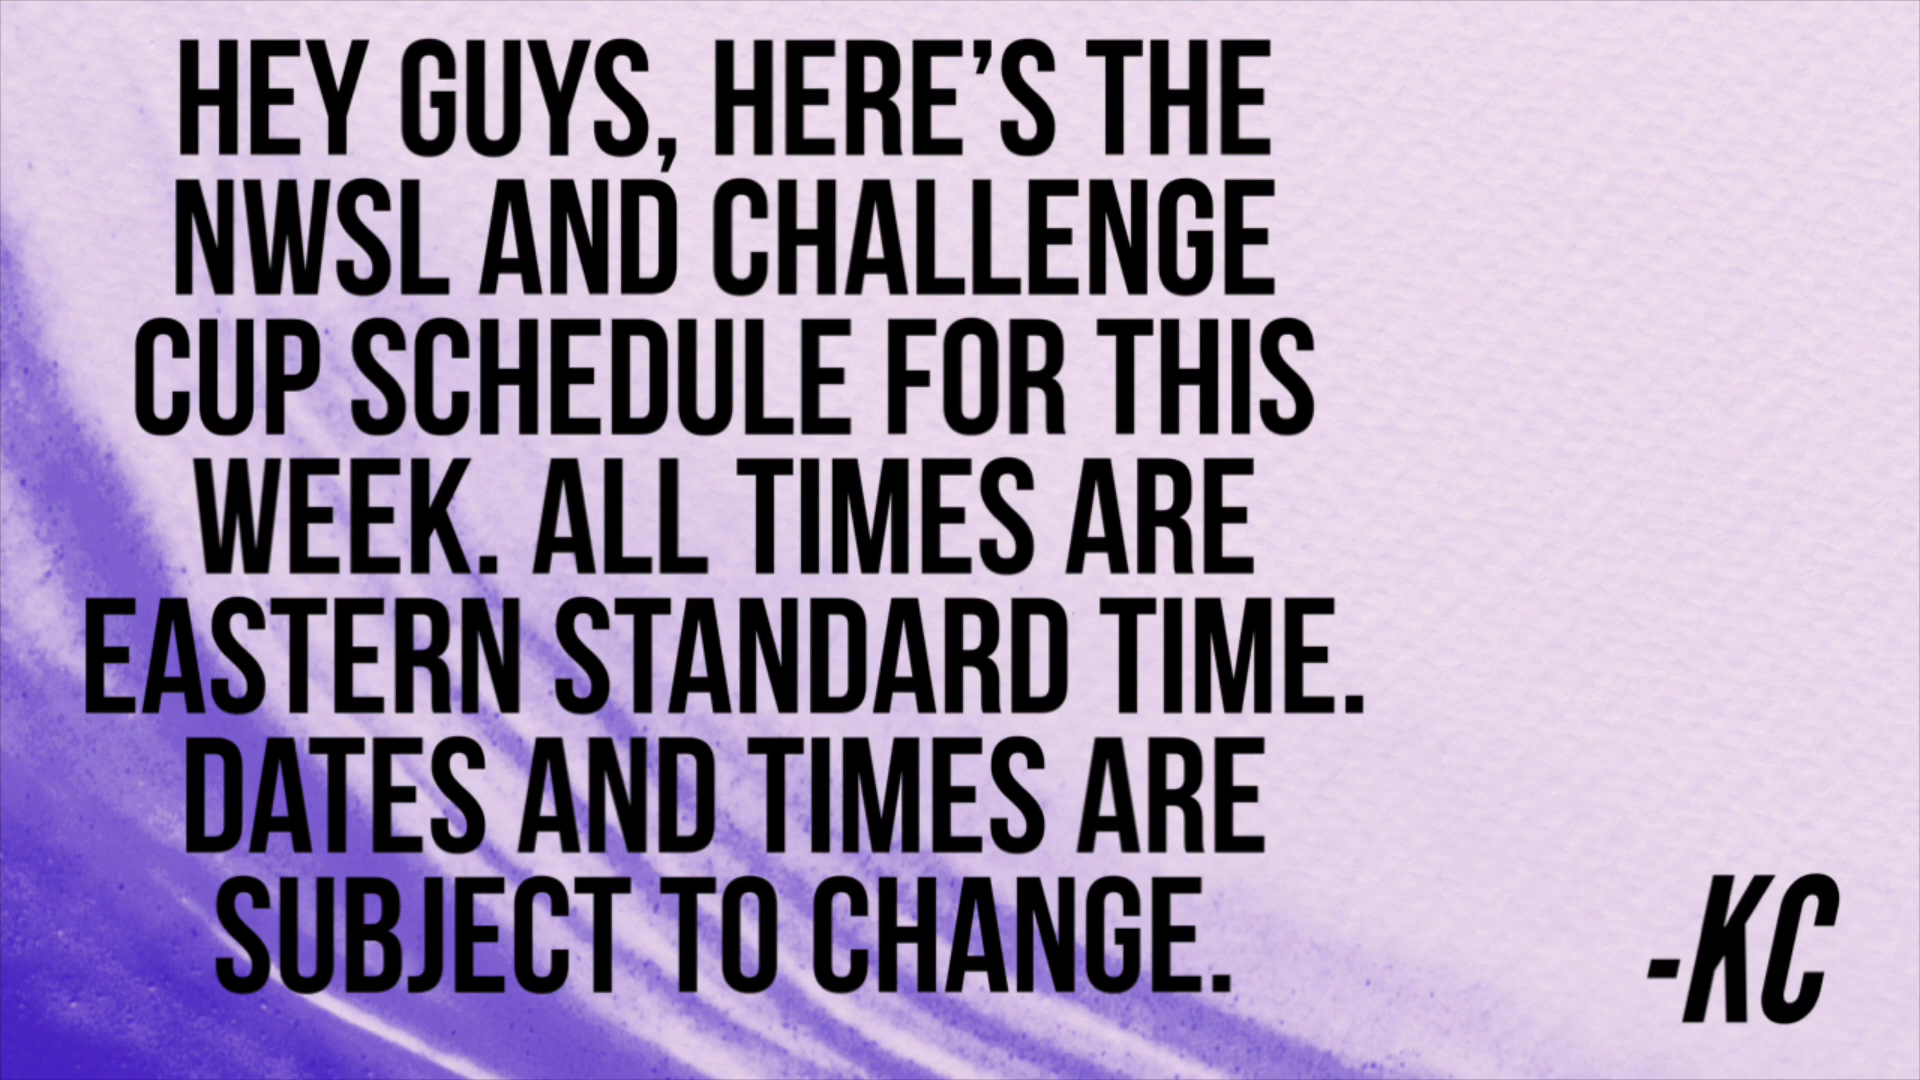 HEY GUYS, HERE’S THE
NWSL AND CHALLENGE
CUP SCHEDULE FOR THIS
WEEK. ALL TIMES ARE
EASTERN STANDARD TIME.
DATES AND TIMES ARE
SUBJECT TO CHANGE.
-KC